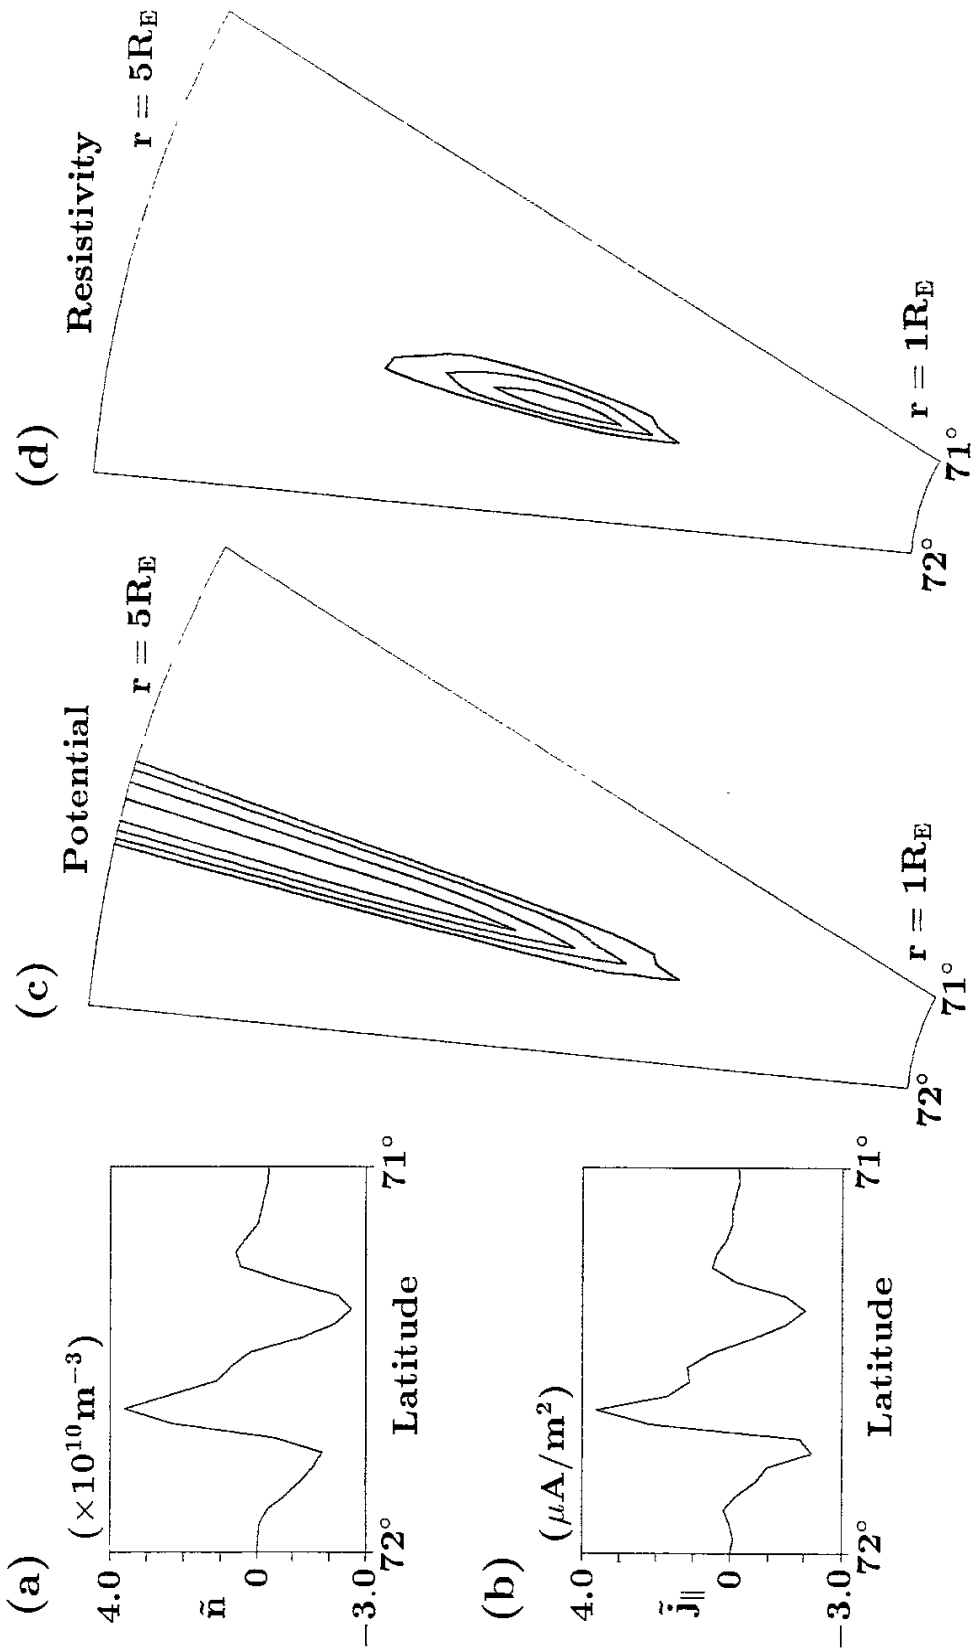 (a)
(×10¹⁰m⁻³)
4.0
ñ
0
−3.0
72° 71°
Latitude
(b)
(μA/m²)
4.0
j̃∥
0
−3.0
72° 71°
Latitude
(c)
Potential
r = 5R_E
72° 71°
r = 1R_E
(d)
Resistivity
r = 5R_E
72° 71°
r = 1R_E